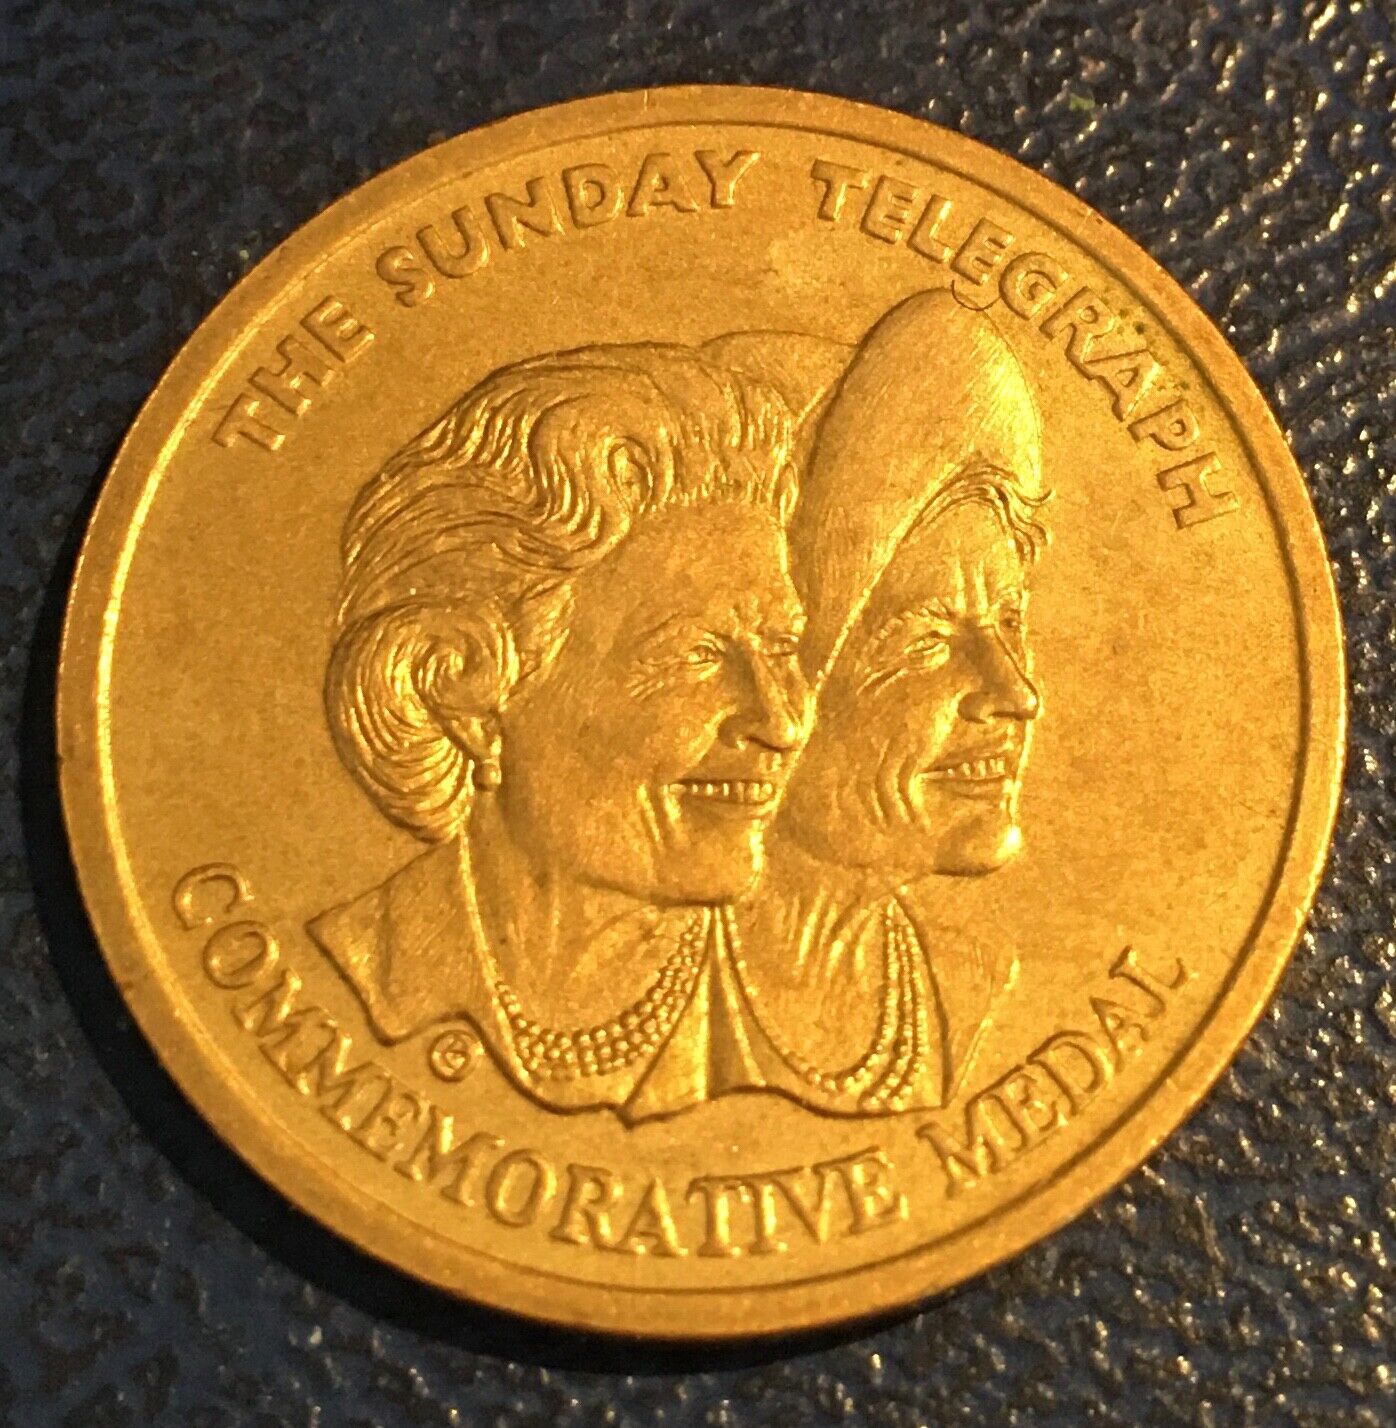 THE SUNDAY TELEGRAPH
COMMEMORATIVE MEDAL